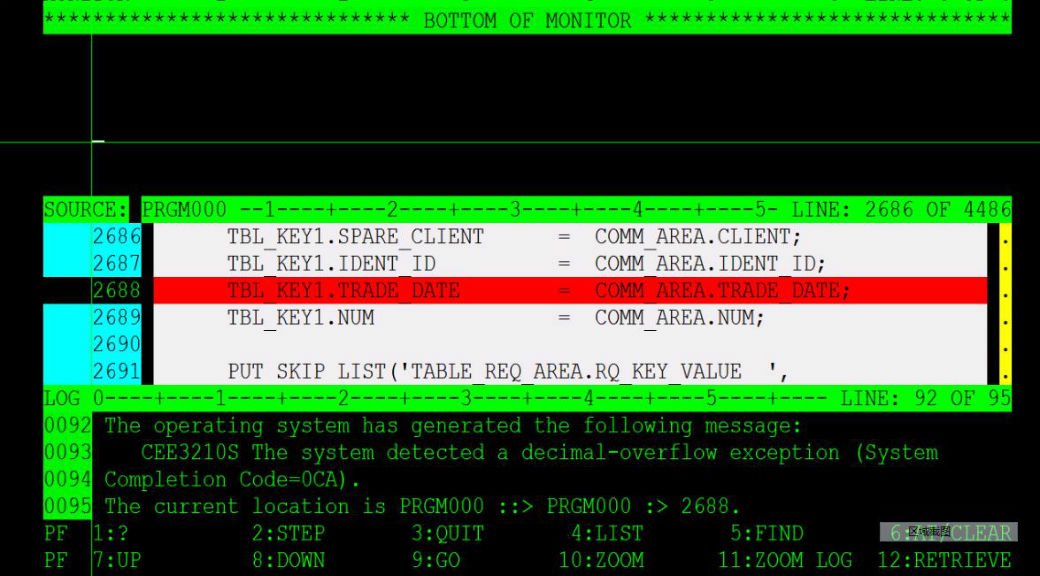 ****************************** BOTTOM OF MONITOR ******************************
SOURCE: PRGM000 --1----+----2----+----3----+----4----+----5- LINE: 2686 OF 4486
2686 TBL_KEY1.SPARE_CLIENT = COMM_AREA.CLIENT; .
2687 TBL_KEY1.IDENT_ID = COMM_AREA.IDENT_ID; .
2688 TBL_KEY1.TRADE_DATE = COMM_AREA.TRADE_DATE; .
2689 TBL_KEY1.NUM = COMM_AREA.NUM; .
2690 .
2691 PUT SKIP LIST('TABLE_REQ_AREA.RQ_KEY_VALUE ', .
LOG 0----+----1----+----2----+----3----+----4----+----5----+---- LINE: 92 OF 95
0092 The operating system has generated the following message:
0093 CEE3210S The system detected a decimal-overflow exception (System
0094 Completion Code=0CA).
0095 The current location is PRGM000 ::> PRGM000 :> 2688.
PF 1:? 2:STEP 3:QUIT 4:LIST 5:FIND 区域截图 /CLEAR
PF 7:UP 8:DOWN 9:GO 10:ZOOM 11:ZOOM LOG 12:RETRIEVE